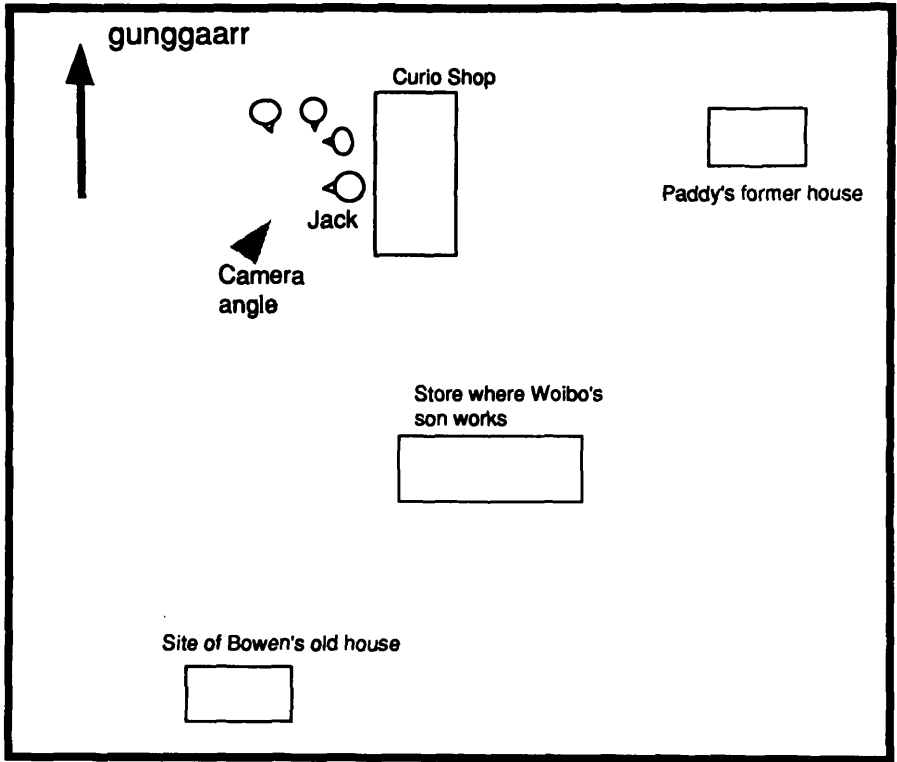 gunggaarr
Curio Shop
Paddy's former house
Jack
Camera
angle
Store where Woibo's
son works
Site of Bowen's old house